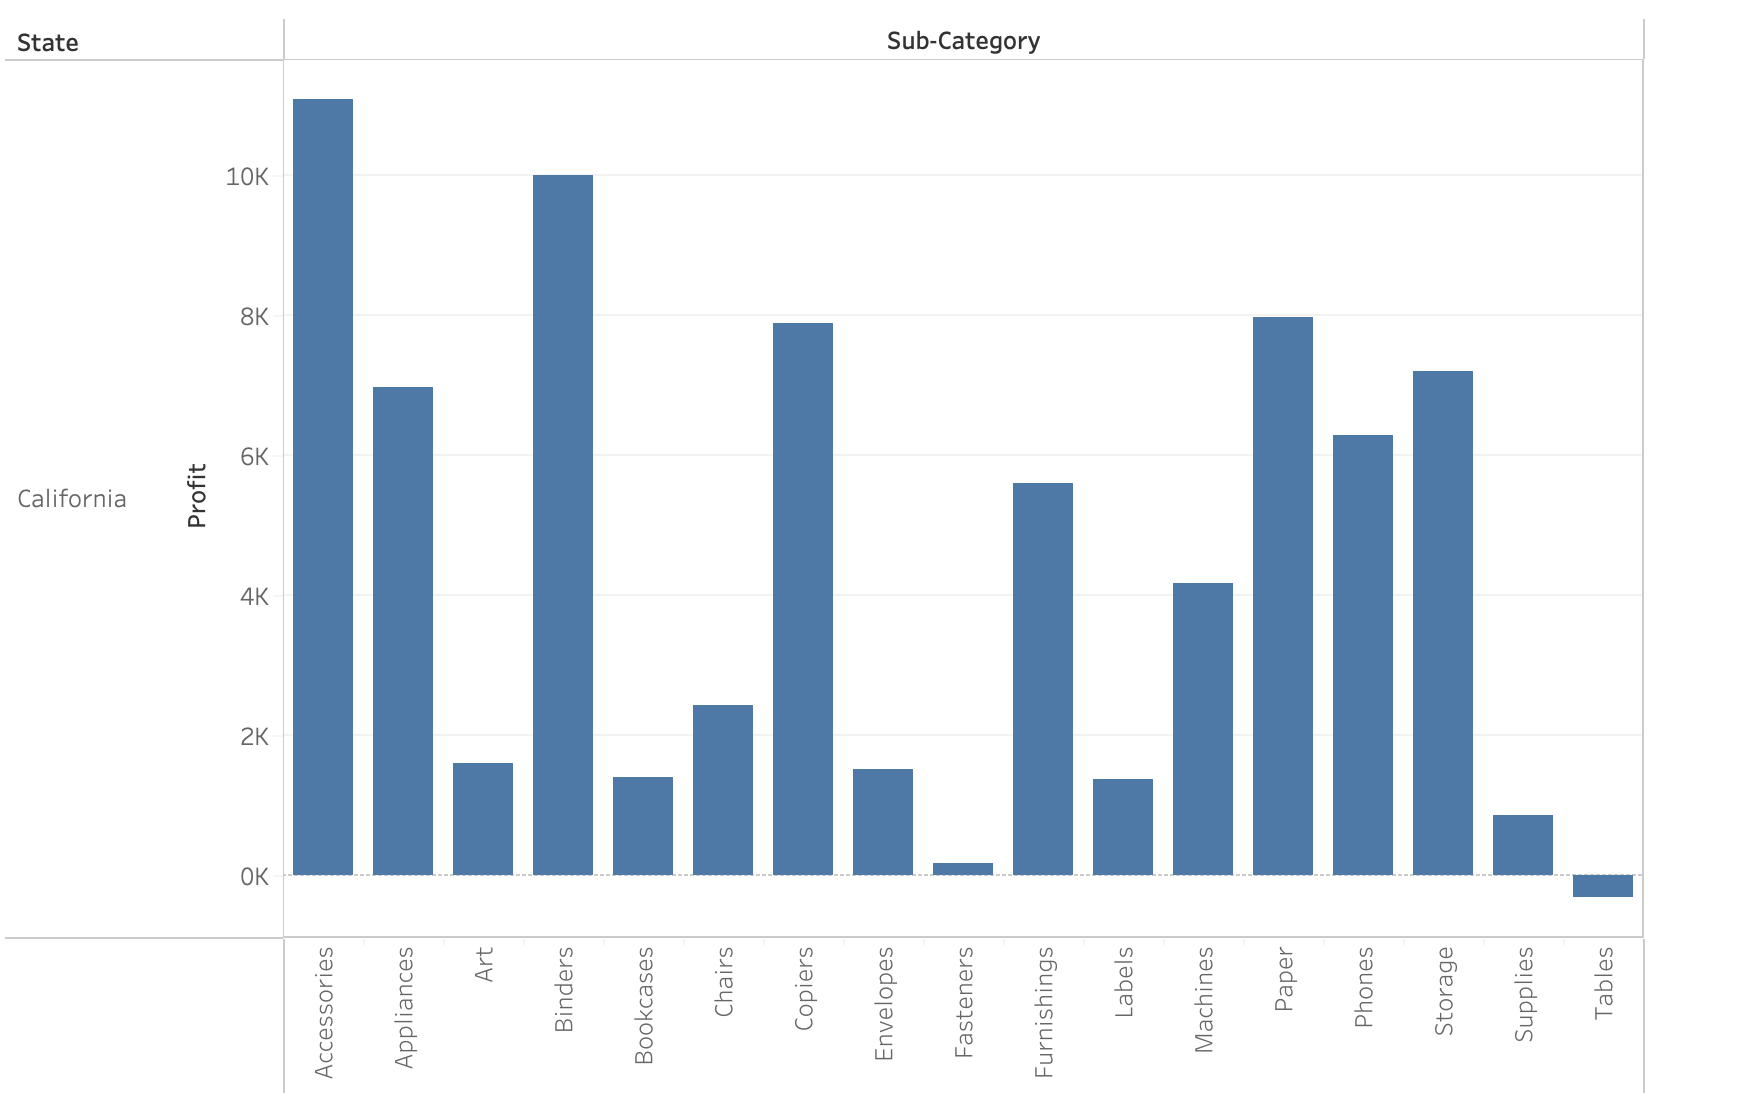 State
Sub-Category
10K
8K
6K
4K
2K
0K
Profit
California
Accessories
Appliances
Art
Binders
Bookcases
Chairs
Copiers
Envelopes
Fasteners
Furnishings
Labels
Machines
Paper
Phones
Storage
Supplies
Tables